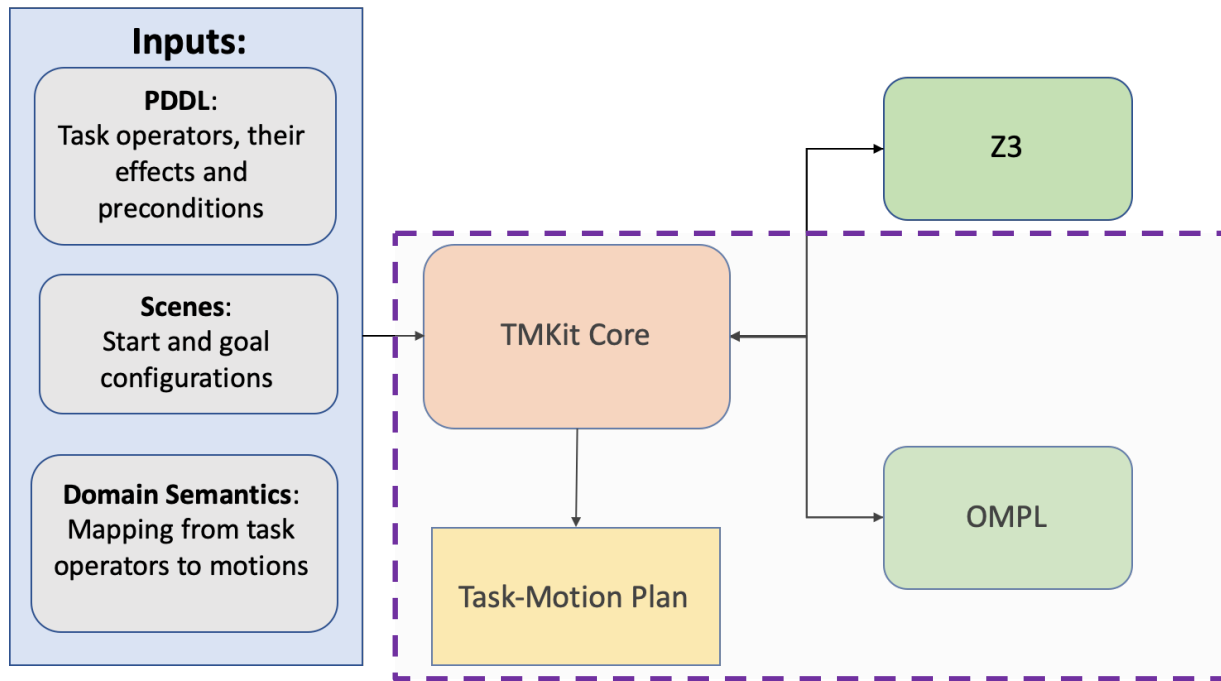 Inputs:
PDDL:
Task operators, their
effects and
preconditions
Scenes:
Start and goal
configurations
Domain Semantics:
Mapping from task
operators to motions
TMKit Core
Task-Motion Plan
Z3
OMPL